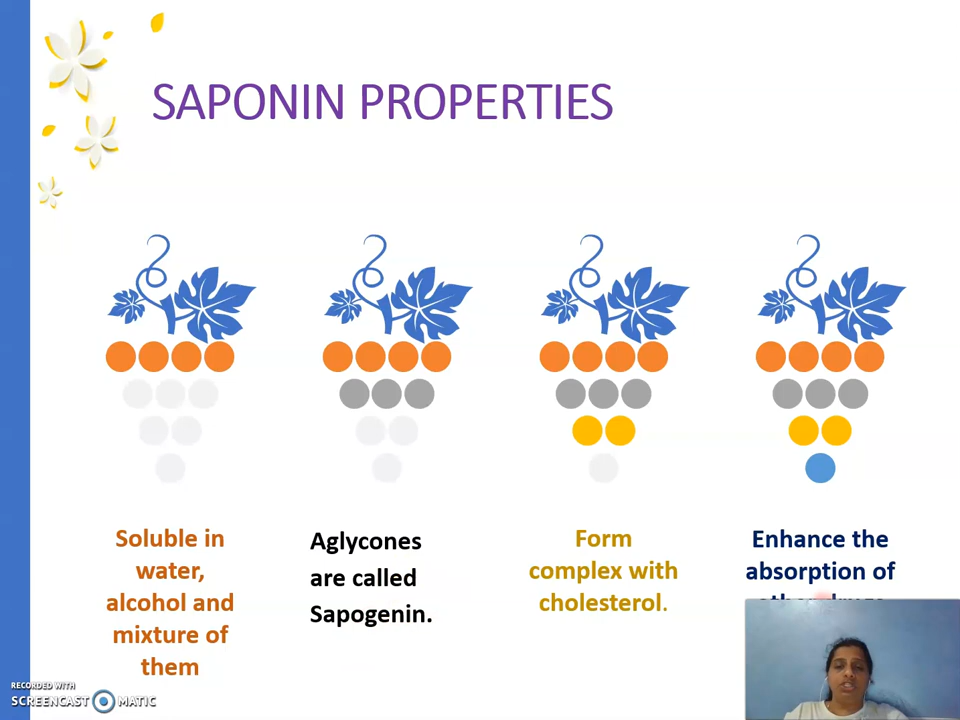 SAPONIN PROPERTIES
Soluble in
water,
alcohol and
mixture of
them
Aglycones
are called
Sapogenin.
Form
complex with
cholesterol.
Enhance the
absorption of
RECORDED WITH
SCREENCAST MATIC